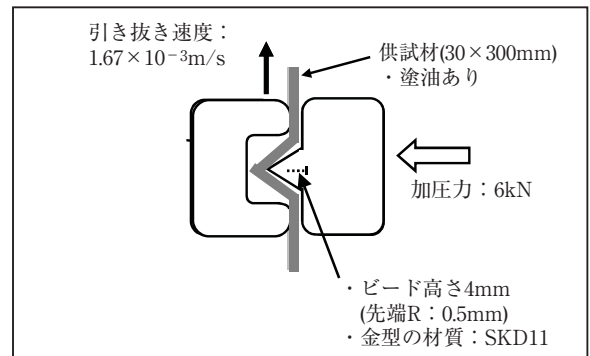 引き抜き速度：
1.67×10⁻³m/s
供試材(30×300mm)
・塗油あり
加圧力：6kN
・ビード高さ4mm
(先端R：0.5mm)
・金型の材質：SKD11